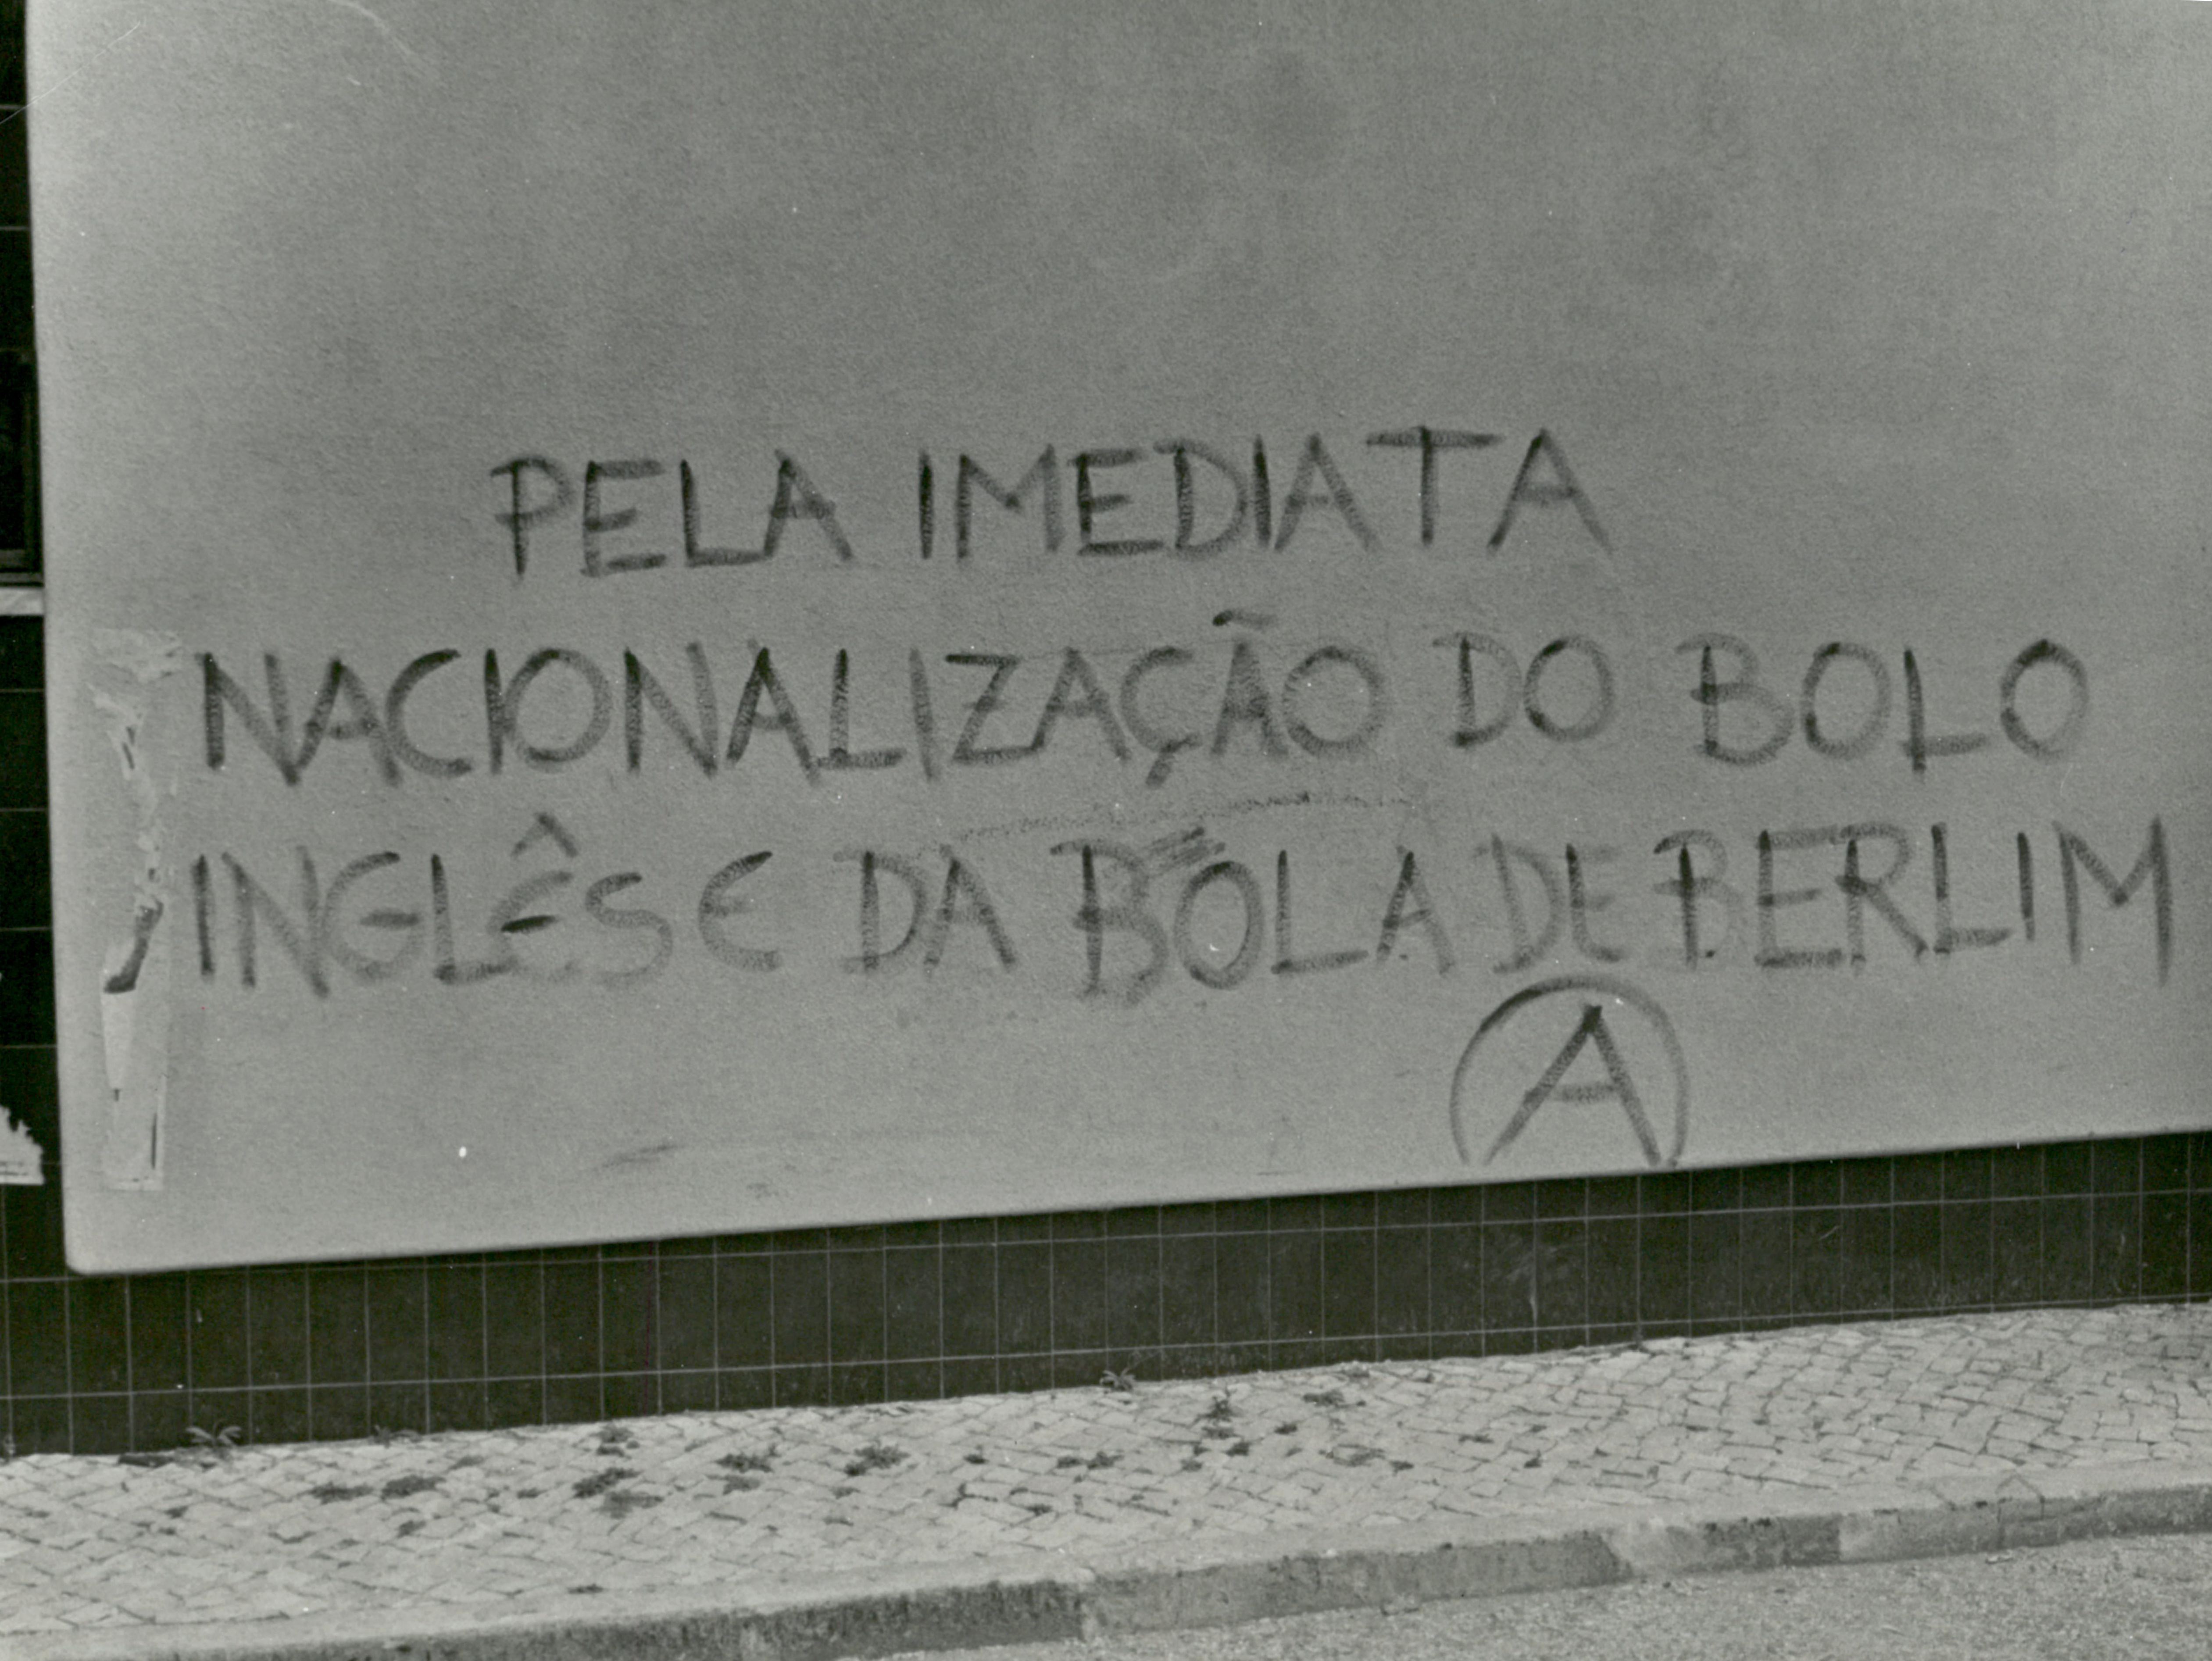 PELA IMEDIATA
NACIONALIZAÇÃO DO BOLO
INGLÊS E DA BOLA DE BERLIM
A